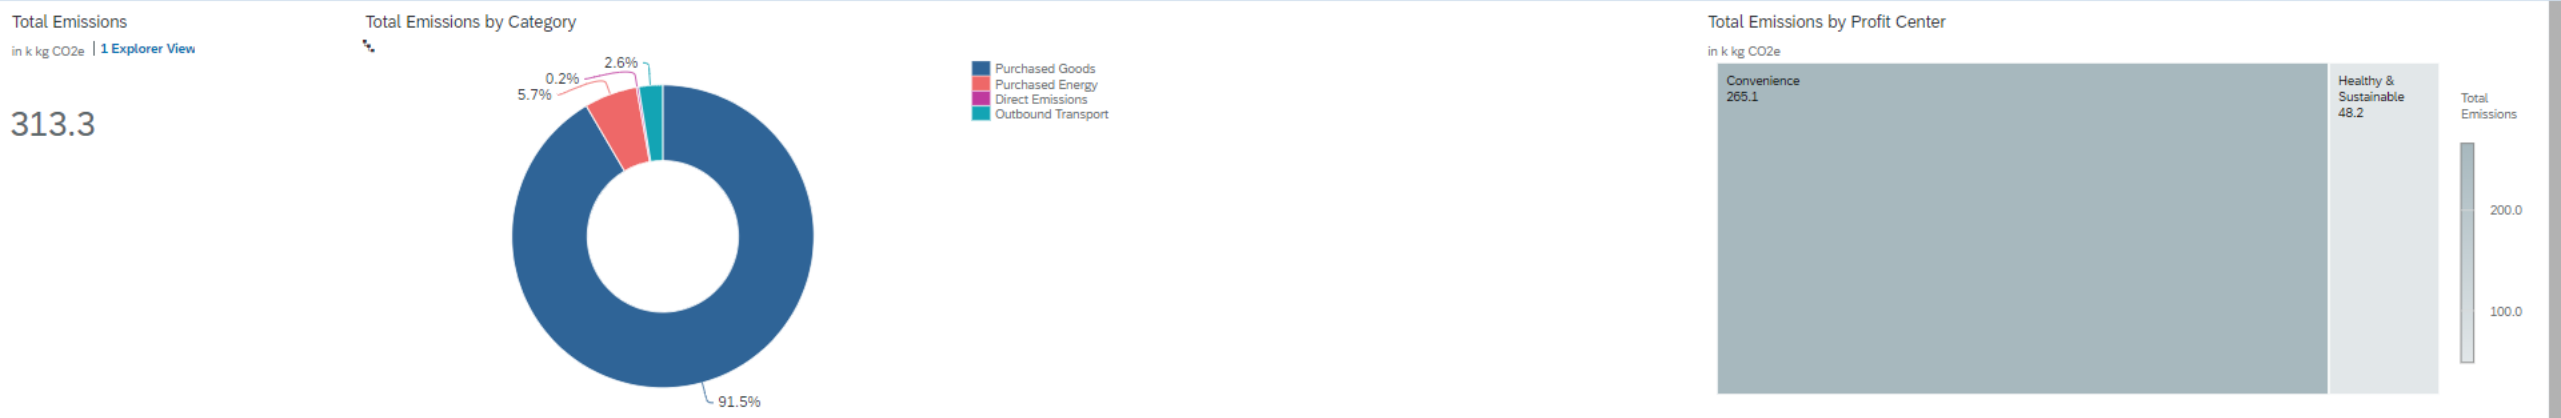 Total Emissions
in k kg CO2e | 1 Explorer View
313.3
Total Emissions by Category
2.6%
0.2%
5.7%
91.5%
Purchased Goods
Purchased Energy
Direct Emissions
Outbound Transport
Total Emissions by Profit Center
in k kg CO2e
Convenience
265.1
Healthy &
Sustainable
48.2
Total
Emissions
200.0
100.0